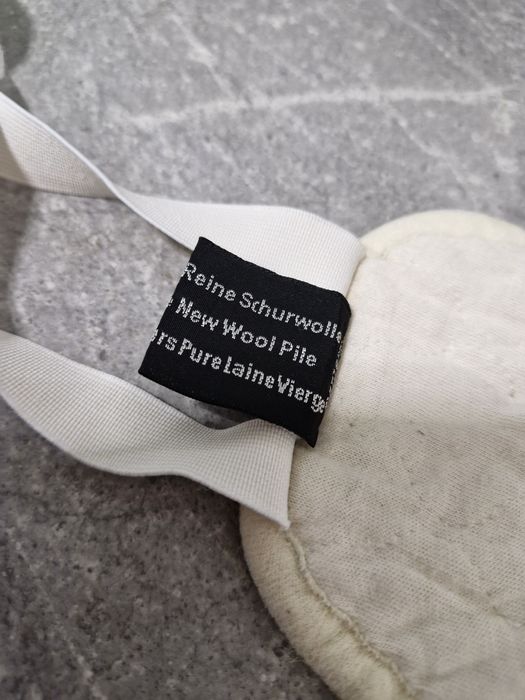 Reine Schurwolle
New Wool Pile
Pure Laine Vierge